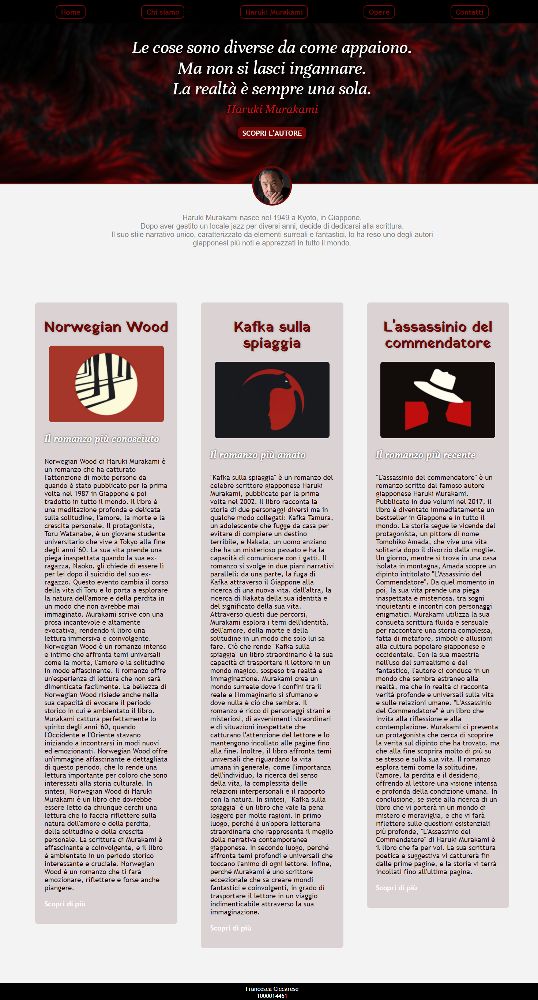 Home
Chi siamo
Haruki Murakami
Opere
Contatti
Le cose sono diverse da come appaiono.
Ma non si lasci ingannare.
La realtà è sempre una sola.
Haruki Murakami
SCOPRI L'AUTORE
Haruki Murakami nasce nel 1949 a Kyoto, in Giappone.
Dopo aver gestito un locale jazz per diversi anni, decide di dedicarsi alla scrittura.
Il suo stile narrativo unico, caratterizzato da elementi surreali e fantastici, lo ha reso uno degli autori
giapponesi più noti e apprezzati in tutto il mondo.
Norwegian Wood
Il romanzo più conosciuto
Norwegian Wood di Haruki Murakami è
un romanzo che ha catturato
l'attenzione di molte persone da
quando è stato pubblicato per la prima
volta nel 1987 in Giappone e poi
tradotto in tutto il mondo. Il libro è
una meditazione profonda e delicata
sulla solitudine, l'amore, la morte e la
crescita personale. Il protagonista,
Toru Watanabe, è un giovane studente
universitario che vive a Tokyo alla fine
degli anni '60. La sua vita prende una
piega inaspettata quando la sua ex-
ragazza, Naoko, gli chiede di essere lì
per lei dopo il suicidio del suo ex-
ragazzo. Questo evento cambia il corso
della vita di Toru e lo porta a esplorare
la natura dell'amore e della perdita in
un modo che non avrebbe mai
immaginato. Murakami scrive con una
prosa incantevole e altamente
evocativa, rendendo il libro una
lettura immersiva e coinvolgente.
Norwegian Wood è un romanzo intenso
e intimo che affronta temi universali
come la morte, l'amore e la solitudine
in modo affascinante. Il romanzo offre
un'esperienza di lettura che non sarà
dimenticata facilmente. La bellezza di
Norwegian Wood risiede anche nella
sua capacità di evocare il periodo
storico in cui è ambientato il libro.
Murakami cattura perfettamente lo
spirito degli anni '60, quando
l'Occidente e l'Oriente stavano
iniziando a incontrarsi in modi nuovi
ed emozionanti. Norwegian Wood offre
un'immagine affascinante e dettagliata
di questo periodo, che lo rende una
lettura importante per coloro che sono
interessati alla storia culturale. In
sintesi, Norwegian Wood di Haruki
Murakami è un libro che dovrebbe
essere letto da chiunque cerchi una
lettura che lo faccia riflettere sulla
natura dell'amore e della perdita,
della solitudine e della crescita
personale. La scrittura di Murakami è
affascinante e coinvolgente, e il libro
è ambientato in un periodo storico
interessante e cruciale. Norwegian
Wood è un romanzo che ti farà
emozionare, riflettere e forse anche
piangere.
Scopri di più
Kafka sulla
spiaggia
Il romanzo più amato
"Kafka sulla spiaggia" è un romanzo del
celebre scrittore giapponese Haruki
Murakami, pubblicato per la prima
volta nel 2002. Il libro racconta la
storia di due personaggi diversi ma in
qualche modo collegati: Kafka Tamura,
un adolescente che fugge da casa per
evitare di compiere un destino
terribile, e Nakata, un uomo anziano
che ha un misterioso passato e ha la
capacità di comunicare con i gatti. Il
romanzo si svolge in due piani narrativi
paralleli: da una parte, la fuga di
Kafka attraverso il Giappone alla
ricerca di una nuova vita, dall'altra, la
ricerca di Nakata della sua identità e
del significato della sua vita.
Attraverso questi due percorsi,
Murakami esplora i temi dell'identità,
dell'amore, della morte e della
solitudine in un modo che solo lui sa
fare. Ciò che rende "Kafka sulla
spiaggia" un libro straordinario è la sua
capacità di trasportare il lettore in un
mondo magico, sospeso tra realtà e
immaginazione. Murakami crea un
mondo surreale dove i confini tra il
reale e l'immaginario si sfumano e
dove nulla è ciò che sembra. Il
romanzo è ricco di personaggi strani e
misteriosi, di avvenimenti straordinari
e di situazioni inaspettate che
catturano l'attenzione del lettore e lo
mantengono incollato alle pagine fino
alla fine. Inoltre, il libro affronta temi
universali che riguardano la vita
umana in generale, come l'importanza
dell'individuo, la ricerca del senso
della vita, la complessità delle
relazioni interpersonali e il rapporto
con la natura. In sintesi, "Kafka sulla
spiaggia" è un libro che vale la pena
leggere per molte ragioni. In primo
luogo, perché è un'opera letteraria
straordinaria che rappresenta il meglio
della narrativa contemporanea
giapponese. In secondo luogo, perché
affronta temi profondi e universali che
toccano l'animo di ogni lettore. Infine,
perché Murakami è uno scrittore
eccezionale che sa creare mondi
fantastici e coinvolgenti, in grado di
trasportare il lettore in un viaggio
indimenticabile attraverso la sua
immaginazione.
Scopri di più
L'assassinio del
commendatore
Il romanzo più recente
"L'assassinio del commendatore" è un
romanzo scritto dal famoso autore
giapponese Haruki Murakami.
Pubblicato in due volumi nel 2017, il
libro è diventato immediatamente un
bestseller in Giappone e in tutto il
mondo. La storia segue le vicende del
protagonista, un pittore di nome
Tomohiko Amada, che vive una vita
solitaria dopo il divorzio dalla moglie.
Un giorno, mentre si trova in una casa
isolata in montagna, Amada scopre un
dipinto intitolato "L'Assassinio del
Commendatore". Da quel momento in
poi, la sua vita prende una piega
inaspettata e misteriosa, tra sogni
inquietanti e incontri con personaggi
enigmatici. Murakami utilizza la sua
consueta scrittura fluida e sensuale
per raccontare una storia complessa,
fatta di metafore, simboli e allusioni
alla cultura popolare giapponese e
occidentale. Con la sua maestria
nell'uso del surrealismo e del
fantastico, l'autore ci conduce in un
mondo che sembra estraneo alla
realtà, ma che in realtà ci racconta
verità profonde e universali sulla vita
e sulle relazioni umane. "L'Assassinio
del Commendatore" è un libro che
invita alla riflessione e alla
contemplazione. Murakami ci presenta
un protagonista che cerca di scoprire
la verità sul dipinto che ha trovato, ma
che alla fine scoprirà molto di più su
se stesso e sulla sua vita. Il romanzo
esplora temi come la solitudine,
l'amore, la perdita e il desiderio,
offrendo al lettore una visione intensa
e profonda della condizione umana. In
conclusione, se siete alla ricerca di un
libro che vi porterà in un mondo di
mistero e meraviglia, e che vi farà
riflettere sulle questioni esistenziali
più profonde, "L'Assassinio del
Commendatore" di Haruki Murakami è
il libro che fa per voi. La sua scrittura
poetica e suggestiva vi catturerà fin
dalle prime pagine, e la storia vi terrà
incollati fino all'ultima pagina.
Scopri di più
Francesca Ciccarese
1000014461